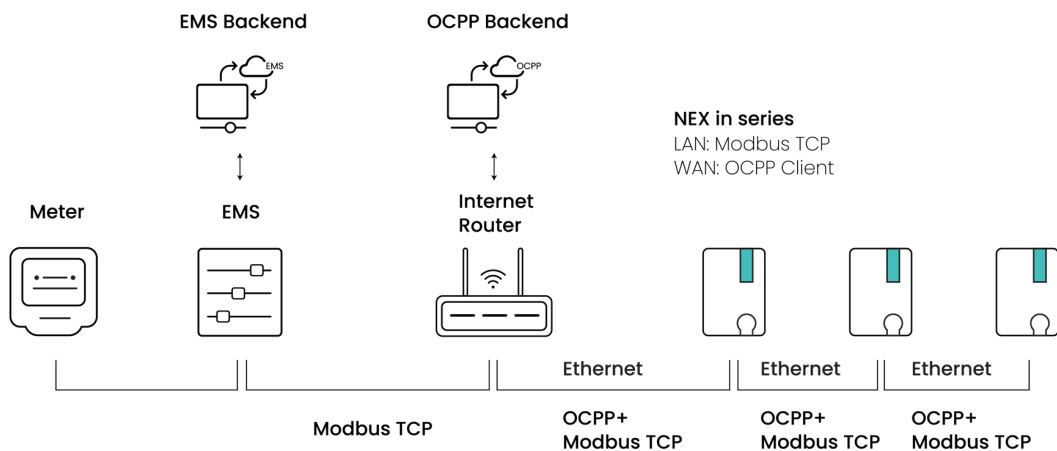 EMS Backend
OCPP Backend
EMS
OCPP
NEX in series
LAN: Modbus TCP
WAN: OCPP Client
Meter
EMS
Internet
Router
Ethernet
Ethernet
Ethernet
Modbus TCP
OCPP+
Modbus TCP
OCPP+
Modbus TCP
OCPP+
Modbus TCP